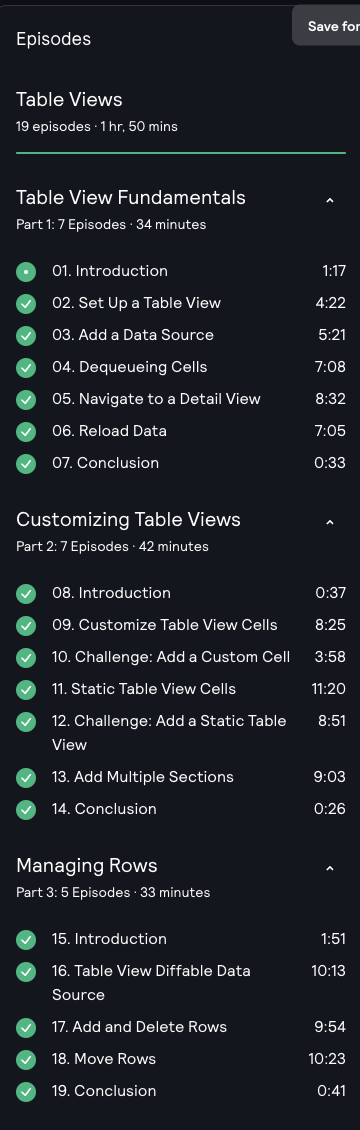 Save for
Episodes
Table Views
19 episodes · 1 hr, 50 mins
Table View Fundamentals
Part 1: 7 Episodes · 34 minutes
01. Introduction 1:17
02. Set Up a Table View 4:22
03. Add a Data Source 5:21
04. Dequeueing Cells 7:08
05. Navigate to a Detail View 8:32
06. Reload Data 7:05
07. Conclusion 0:33
Customizing Table Views
Part 2: 7 Episodes · 42 minutes
08. Introduction 0:37
09. Customize Table View Cells 8:25
10. Challenge: Add a Custom Cell 3:58
11. Static Table View Cells 11:20
12. Challenge: Add a Static Table 8:51
View
13. Add Multiple Sections 9:03
14. Conclusion 0:26
Managing Rows
Part 3: 5 Episodes · 33 minutes
15. Introduction 1:51
16. Table View Diffable Data 10:13
Source
17. Add and Delete Rows 9:54
18. Move Rows 10:23
19. Conclusion 0:41